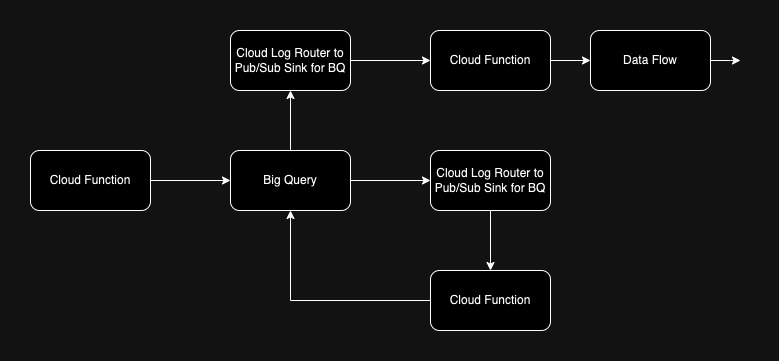 Cloud Log Router to
Pub/Sub Sink for BQ
Cloud Function
Data Flow
Cloud Function
Big Query
Cloud Log Router to
Pub/Sub Sink for BQ
Cloud Function